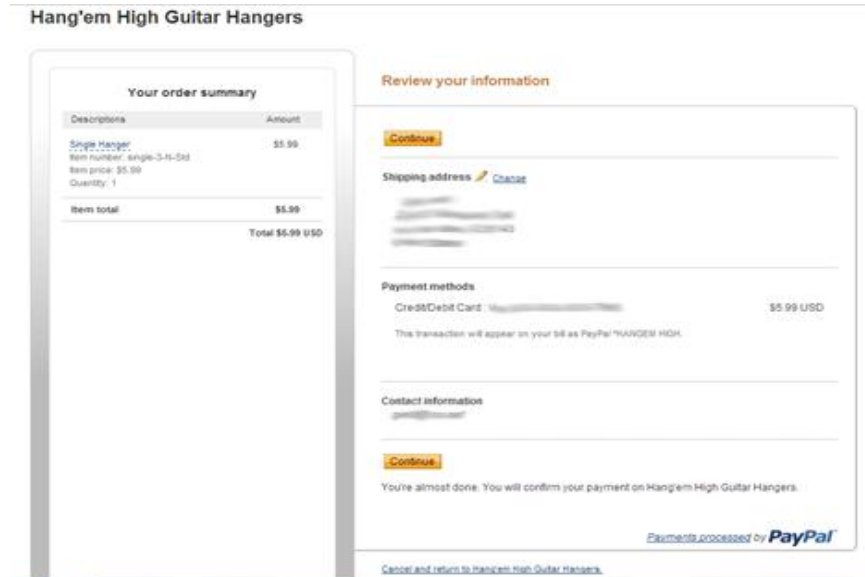 Hang'em High Guitar Hangers
Your order summary
Descriptions Amount
Single Hanger $5.99
Item number: single-3-N-Std
Item price: $5.99
Quantity: 1
Item total $5.99
Total $5.99 USD
Review your information
Continue
Shipping address Change
Payment methods
Credit/Debit Card: $5.99 USD
This transaction will appear on your bill as PayPal *HANGEM HIGH.
Contact information
Continue
You're almost done. You will confirm your payment on Hang'em High Guitar Hangers.
Payments processed by PayPal
Cancel and return to Hang'em High Guitar Hangers.